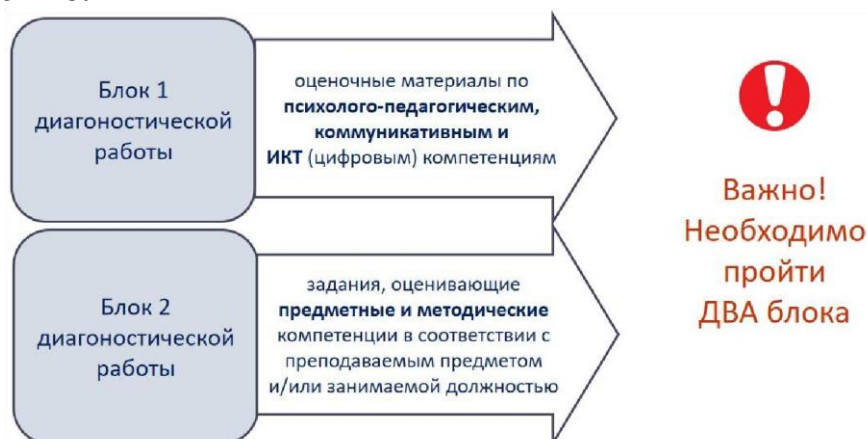 Блок 1
диагоностической
работы
оценочные материалы по
психолого-педагогическим,
коммуникативным и
ИКТ (цифровым) компетенциям
Блок 2
диагоностической
работы
задания, оценивающие
предметные и методические
компетенции в соответствии с
преподаваемым предметом
и/или занимаемой должностью
Важно!
Необходимо
пройти
ДВА блока